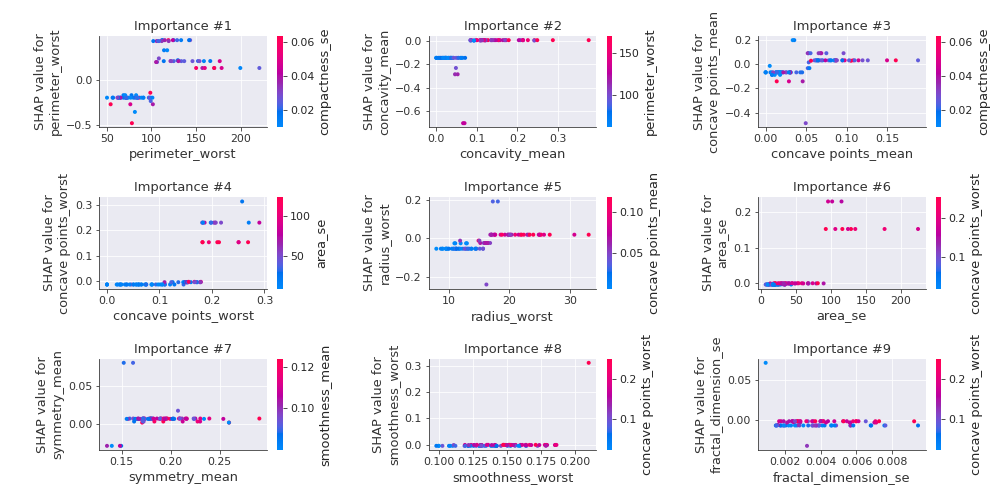 Importance #1
SHAP value for
perimeter_worst
0.0
−0.5
50
100
150
200
perimeter_worst
0.06
0.04
0.02
compactness_se
Importance #2
SHAP value for
concavity_mean
0.0
−0.2
−0.4
−0.6
0.0
0.1
0.2
0.3
concavity_mean
150
100
perimeter_worst
Importance #3
SHAP value for
concave points_mean
0.2
0.0
−0.2
−0.4
0.00
0.05
0.10
0.15
concave points_mean
0.06
0.04
0.02
compactness_se
Importance #4
SHAP value for
concave points_worst
0.3
0.2
0.1
0.0
0.0
0.1
0.2
0.3
concave points_worst
100
50
area_se
Importance #5
SHAP value for
radius_worst
0.2
0.0
−0.2
10
20
30
radius_worst
0.10
0.05
concave points_mean
Importance #6
SHAP value for
area_se
0.2
0.1
0.0
0
50
100
150
200
area_se
0.2
0.1
concave points_worst
Importance #7
SHAP value for
symmetry_mean
0.05
0.00
0.15
0.20
0.25
symmetry_mean
0.12
0.10
smoothness_mean
Importance #8
SHAP value for
smoothness_worst
0.3
0.2
0.1
0.0
0.100
0.125
0.150
0.175
0.200
smoothness_worst
0.2
0.1
concave points_worst
Importance #9
SHAP value for
fractal_dimension_se
0.05
0.00
0.002
0.004
0.006
0.008
fractal_dimension_se
0.2
0.1
concave points_worst